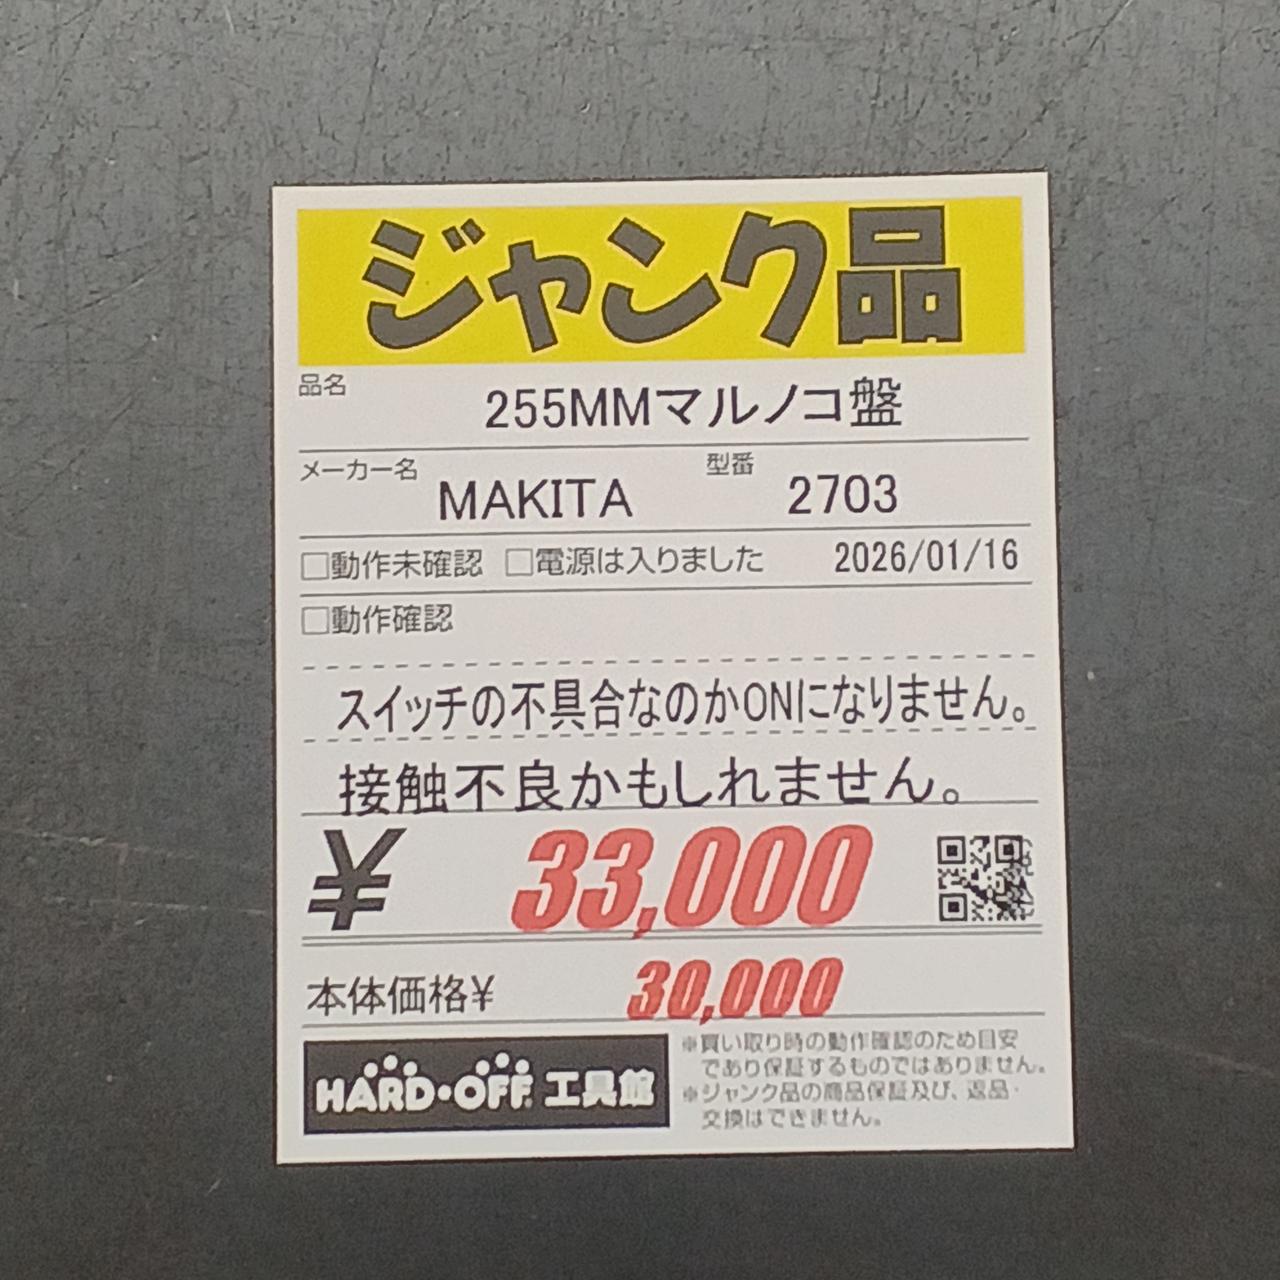 ジャンク品
品名
255MMマルノコ盤
メーカー名 MAKITA 型番 2703
□動作未確認 □電源は入りました 2026/01/16
□動作確認
スイッチの不具合なのかONになりません。
接触不良かもしれません。
¥ 33,000
本体価格¥ 30,000
HARD・OFF 工具館
※買い取り時の動作確認のため目安
であり保証するものではありません。
※ジャンク品の商品保証及び、返品・
交換はできません。